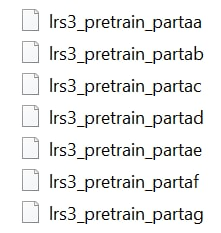 lrs3_pretrain_partaa
lrs3_pretrain_partab
lrs3_pretrain_partac
lrs3_pretrain_partad
lrs3_pretrain_partae
lrs3_pretrain_partaf
lrs3_pretrain_partag